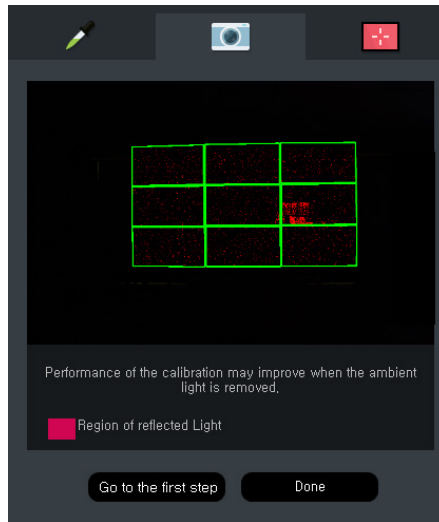 Performance of the calibration may improve when the ambient
light is removed,
Region of reflected Light
Go to the first step
Done